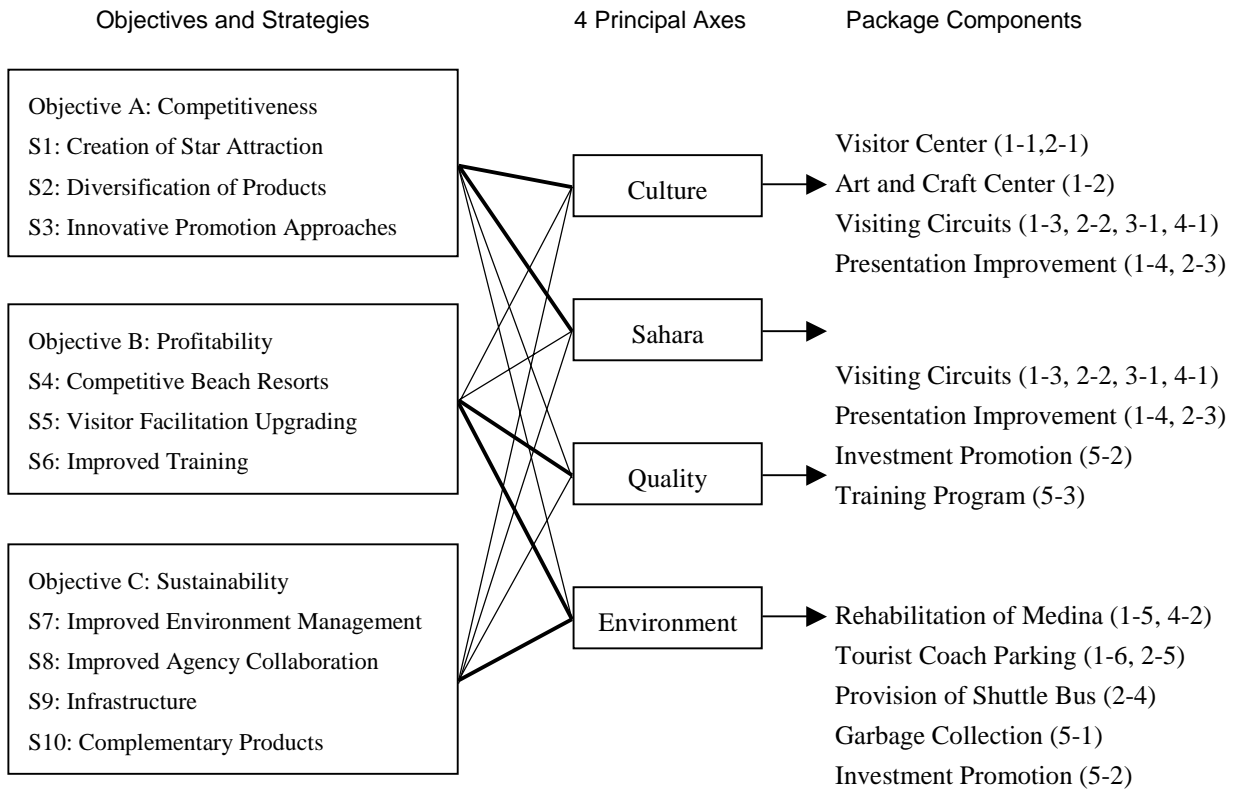 Objectives and Strategies
4 Principal Axes
Package Components
Objective A: Competitiveness
S1: Creation of Star Attraction
S2: Diversification of Products
S3: Innovative Promotion Approaches
Objective B: Profitability
S4: Competitive Beach Resorts
S5: Visitor Facilitation Upgrading
S6: Improved Training
Objective C: Sustainability
S7: Improved Environment Management
S8: Improved Agency Collaboration
S9: Infrastructure
S10: Complementary Products
Culture
Sahara
Quality
Environment
Visitor Center (1-1,2-1)
Art and Craft Center (1-2)
Visiting Circuits (1-3, 2-2, 3-1, 4-1)
Presentation Improvement (1-4, 2-3)
Visiting Circuits (1-3, 2-2, 3-1, 4-1)
Presentation Improvement (1-4, 2-3)
Investment Promotion (5-2)
Training Program (5-3)
Rehabilitation of Medina (1-5, 4-2)
Tourist Coach Parking (1-6, 2-5)
Provision of Shuttle Bus (2-4)
Garbage Collection (5-1)
Investment Promotion (5-2)